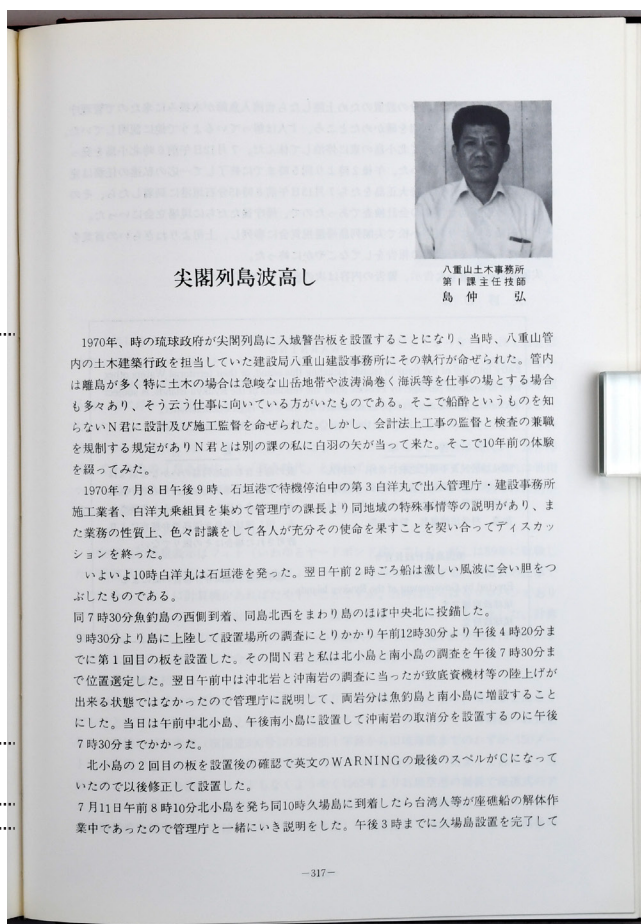 尖閣列島波高し
八重山土木事務所
第1課主任技師
島仲 弘
1970年、時の琉球政府が尖閣列島に入域警告板を設置することになり、当時、八重山管
内の土木建築行政を担当していた建設局八重山建設事務所にその執行が命ぜられた。管内
は離島が多く特に土木の場合は急峻な山岳地帯や波涛渦巻く海浜等を仕事の場とする場合
も多々あり、そう云う仕事に向いている方がいたものである。そこで船酔というものを知
らないN君に設計及び施工監督を命ぜられた。しかし、会計法上工事の監督と検査の兼職
を規制する規定がありN君とは別の課の私に白羽の矢が当って来た。そこで10年前の体験
を綴ってみた。
1970年7月8日午後9時、石垣港で待機停泊中の第3白洋丸で出入管理庁・建設事務所
施工業者、白洋丸乗組員を集めて管理庁の課長より同地域の特殊事情等の説明があり、ま
た業務の性質上、色々討議をして各人が充分その使命を果すことを契い合ってディスカッ
ションを終った。
いよいよ10時白洋丸は石垣港を発った。翌日午前2時ごろ船は激しい風波に会い胆をつ
ぶしたものである。
同7時30分魚釣島の西側到着、同島北西をまわり島のほぼ中央北に投錨した。
9時30分より島に上陸して設置場所の調査にとりかかり午前12時30分より午後4時20分ま
でに第1回目の板を設置した。その間N君と私は北小島と南小島の調査を午後7時30分ま
で位置選定した。翌日午前中は沖北岩と沖南岩の調査に当ったが致底資機材等の陸上げが
出来る状態ではなかったので管理庁に説明して、両岩分は魚釣島と南小島に増設すること
にした。当日は午前中北小島、午後南小島に設置して沖南岩の取消分を設置するのに午後
7時30分までかかった。
北小島の2回目の板を設置後の確認で英文のWARNINGの最後のスペルがCになって
いたので以後修正して設置した。
7月11日午前8時10分北小島を発ち同10時久場島に到着したら台湾人等が座礁船の解体作
業中であったので管理庁と一緒にいき説明をした。午後3時までに久場島設置を完了して
－317－